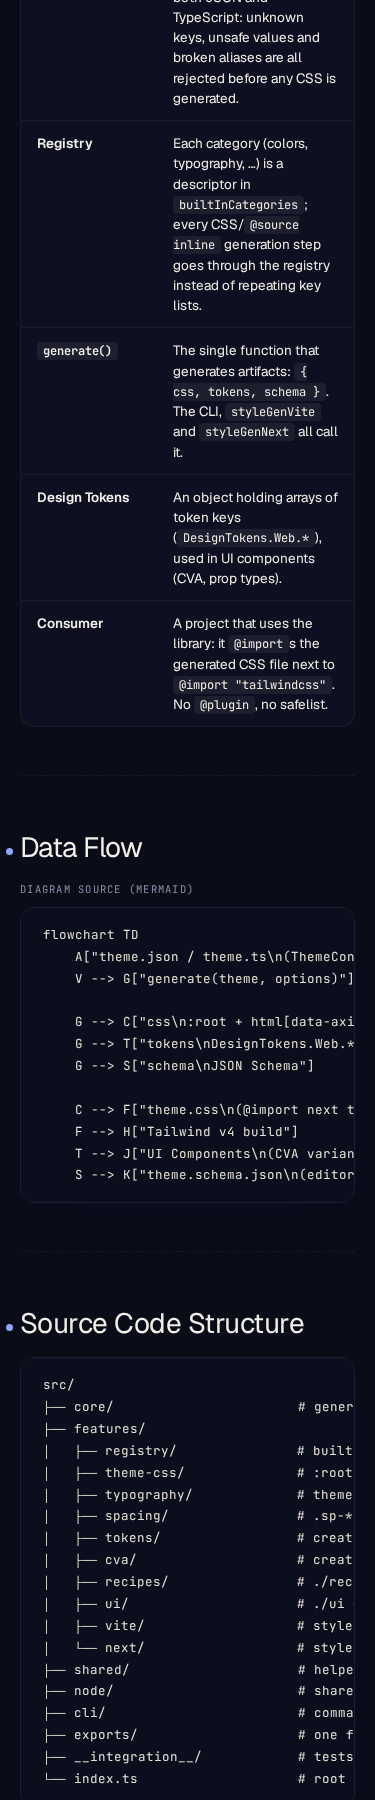 both JSON and
TypeScript: unknown
keys, unsafe values and
broken aliases are all
rejected before any CSS is
generated.
Registry
Each category (colors,
typography, …) is a
descriptor in
builtInCategories ;
every CSS/ @source
inline generation step
goes through the registry
instead of repeating key
lists.
generate()
The single function that
generates artifacts: {
css, tokens, schema } .
The CLI, styleGenVite
and styleGenNext all call
it.
Design Tokens
An object holding arrays of
token keys
( DesignTokens.Web.* ),
used in UI components
(CVA, prop types).
Consumer
A project that uses the
library: it @import s the
generated CSS file next to
@import "tailwindcss" .
No @plugin , no safelist.
Data Flow
DIAGRAM SOURCE (MERMAID)
flowchart TD
A["theme.json / theme.ts\n(ThemeCon
V --> G["generate(theme, options)"]
G --> C["css\n:root + html[data-axi
G --> T["tokens\nDesignTokens.Web.*
G --> S["schema\nJSON Schema"]
C --> F["theme.css\n(@import next t
F --> H["Tailwind v4 build"]
T --> J["UI Components\n(CVA varian
S --> K["theme.schema.json\n(editor
Source Code Structure
src/
├── core/ # gener
├── features/
│ ├── registry/ # built
│ ├── theme-css/ # :root
│ ├── typography/ # theme
│ ├── spacing/ # .sp-*
│ ├── tokens/ # creat
│ ├── cva/ # creat
│ ├── recipes/ # ./rec
│ ├── ui/ # ./ui
│ ├── vite/ # style
│ └── next/ # style
├── shared/ # helpe
├── node/ # share
├── cli/ # comma
├── exports/ # one f
├── __integration__/ # tests
└── index.ts # root